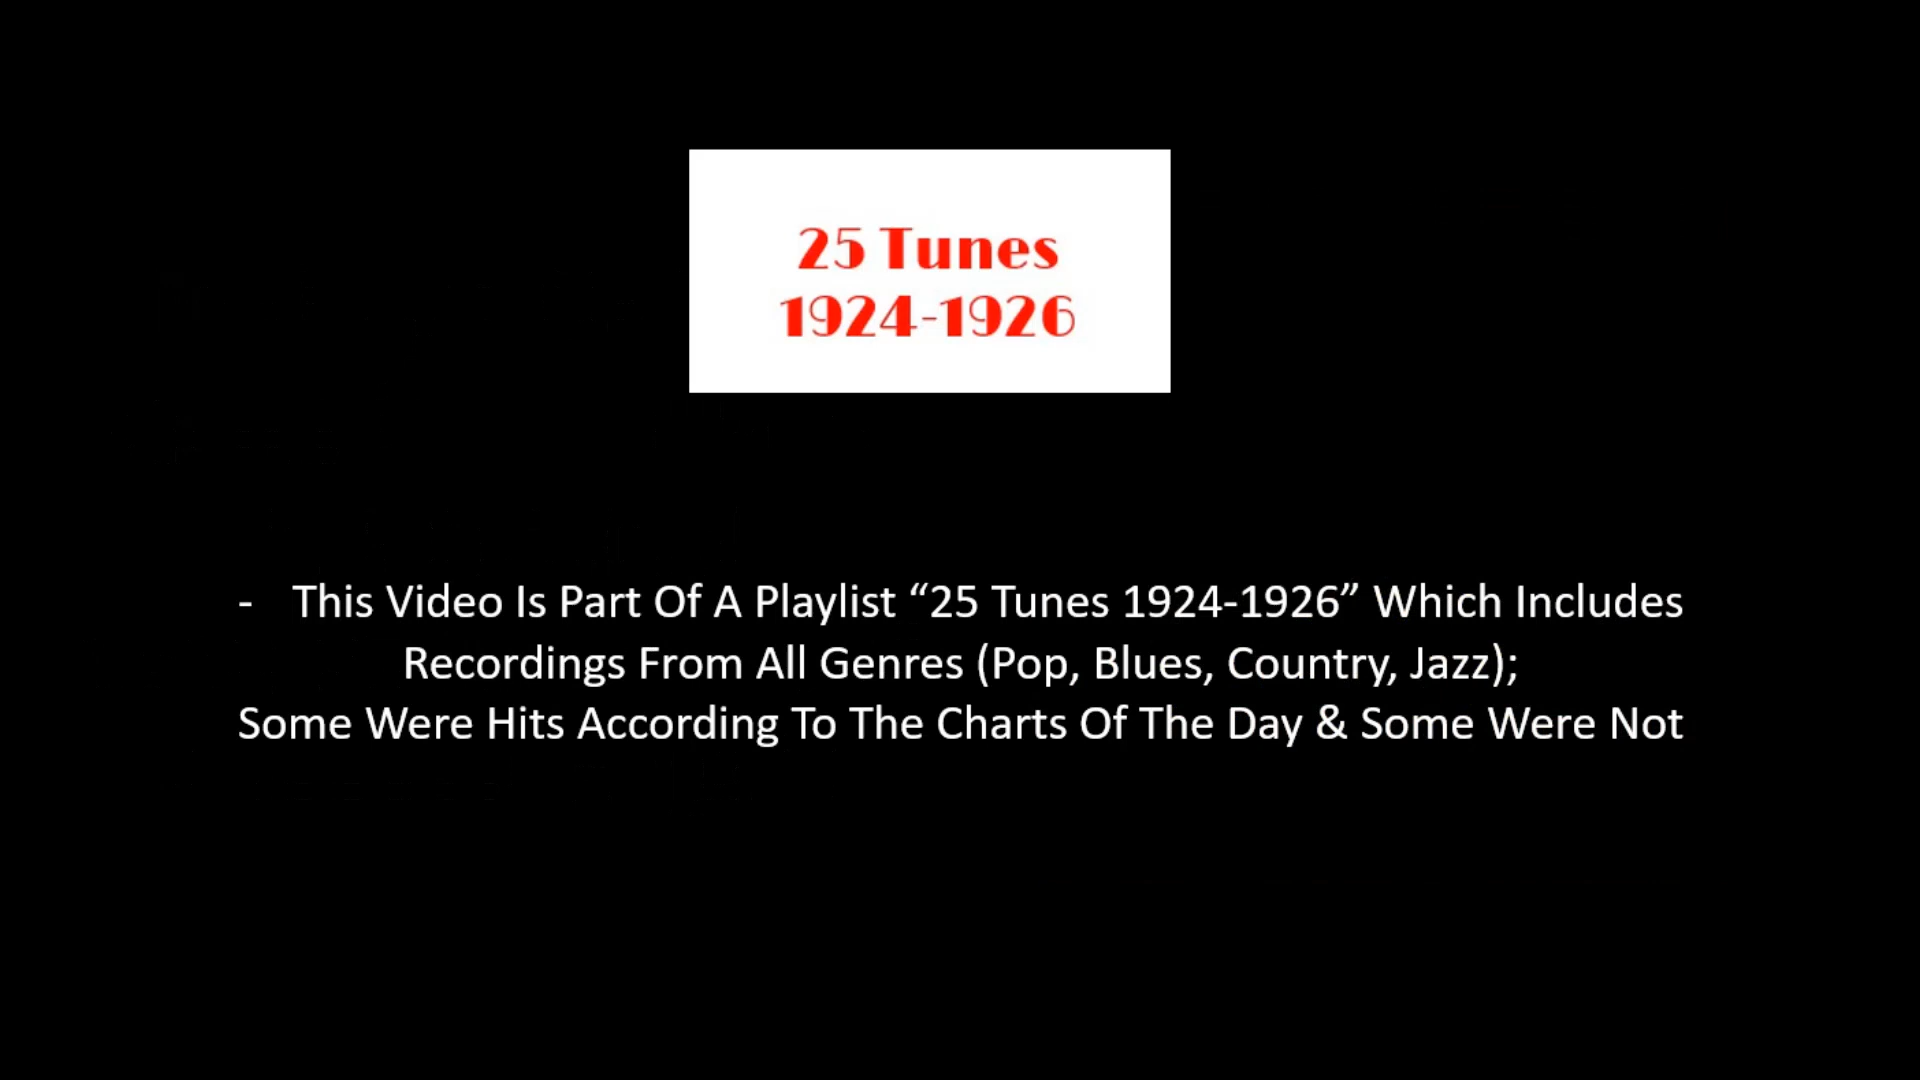 25 Tunes
1924-1926
- This Video Is Part Of A Playlist “25 Tunes 1924-1926” Which Includes
Recordings From All Genres (Pop, Blues, Country, Jazz);
Some Were Hits According To The Charts Of The Day & Some Were Not